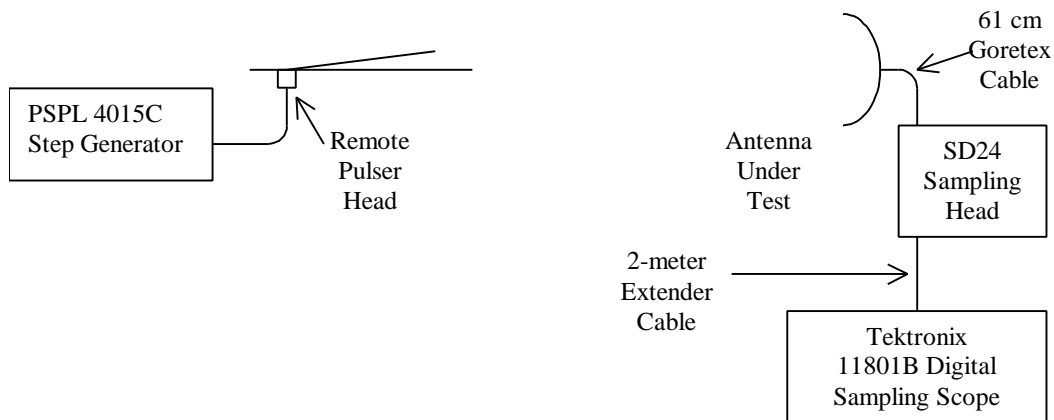 PSPL 4015C
Step Generator
Remote
Pulser
Head
Antenna
Under
Test
61 cm
Goretex
Cable
SD24
Sampling
Head
2-meter
Extender
Cable
Tektronix
11801B Digital
Sampling Scope